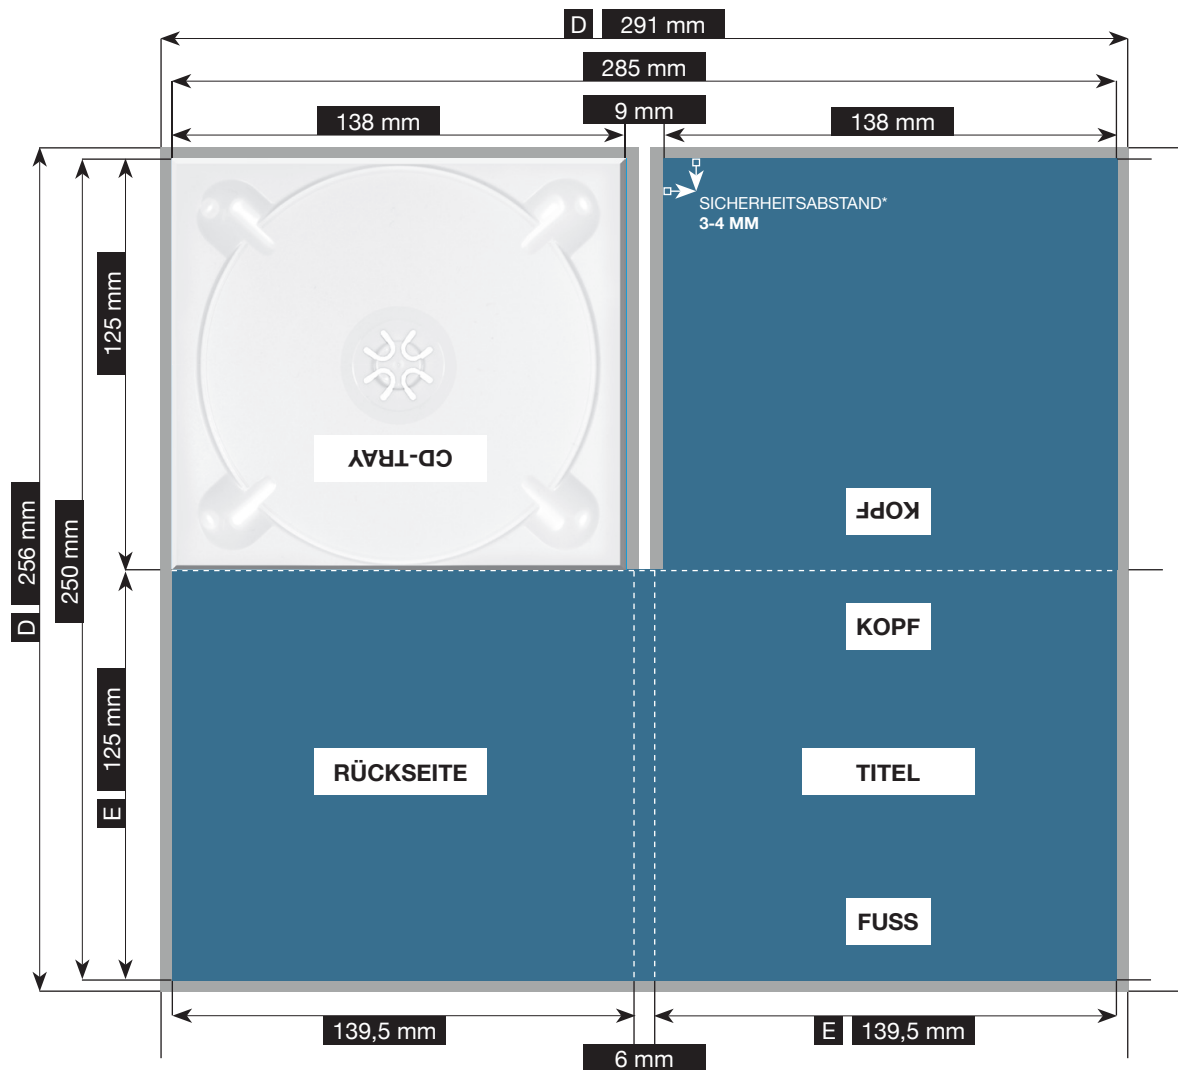 D 291 mm
285 mm
9 mm
138 mm
138 mm
SICHERHEITSABSTAND*
3-4 MM
125 mm
CD-TRAY
KOPF
D 256 mm
250 mm
KOPF
E 125 mm
RÜCKSEITE
TITEL
FUSS
139,5 mm
E 139,5 mm
6 mm